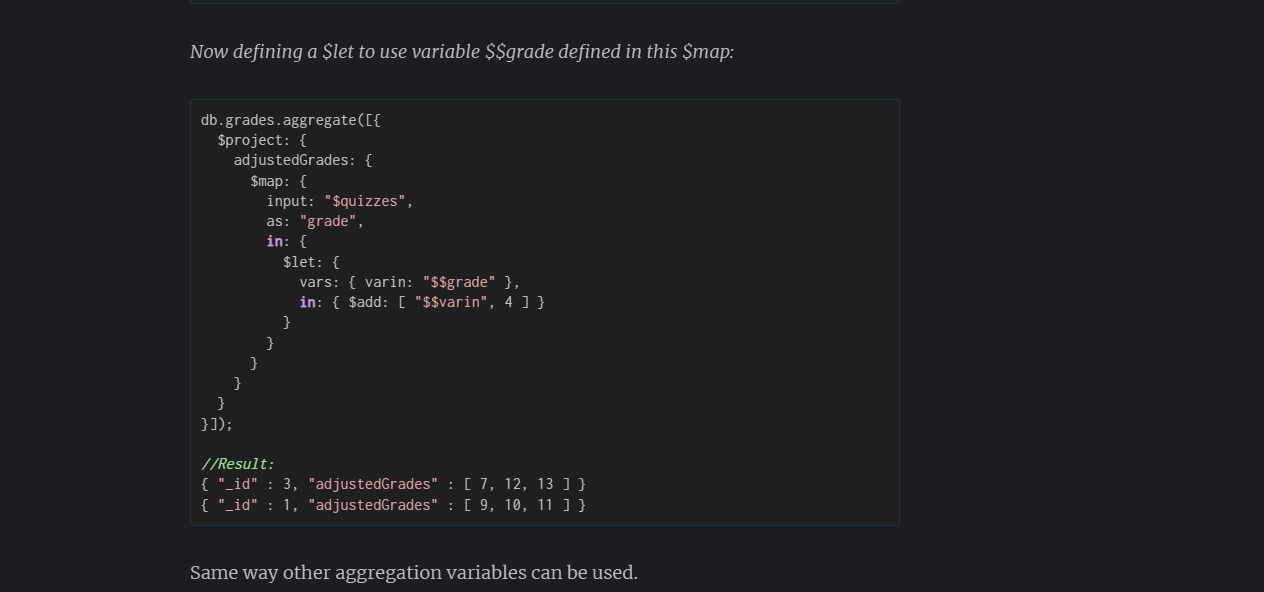 Now defining a $let to use variable $$grade defined in this $map:
db.grades.aggregate([{
  $project: {
    adjustedGrades: {
      $map: {
        input: "$quizzes",
        as: "grade",
        in: {
          $let: {
            vars: { varin: "$$grade" },
            in: { $add: [ "$$varin", 4 ] }
          }
        }
      }
    }
  }
}]);
//Result:
{ "_id" : 3, "adjustedGrades" : [ 7, 12, 13 ] }
{ "_id" : 1, "adjustedGrades" : [ 9, 10, 11 ] }
Same way other aggregation variables can be used.